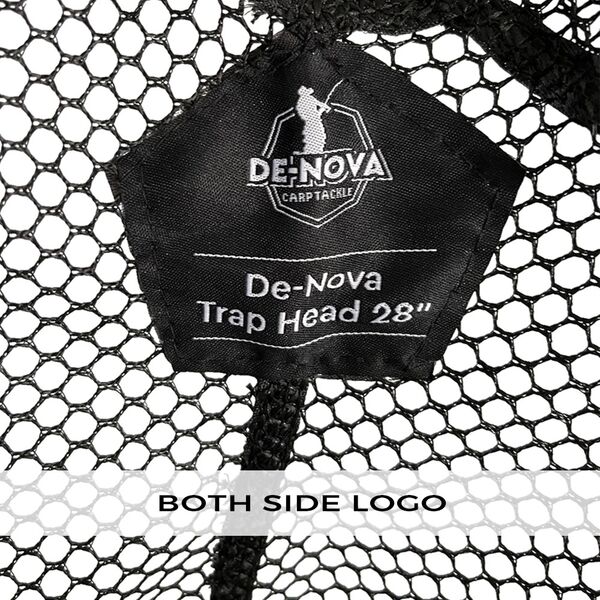 DE-NOVA
CARP TACKLE
De-Nova
Trap Head 28"
BOTH SIDE LOGO